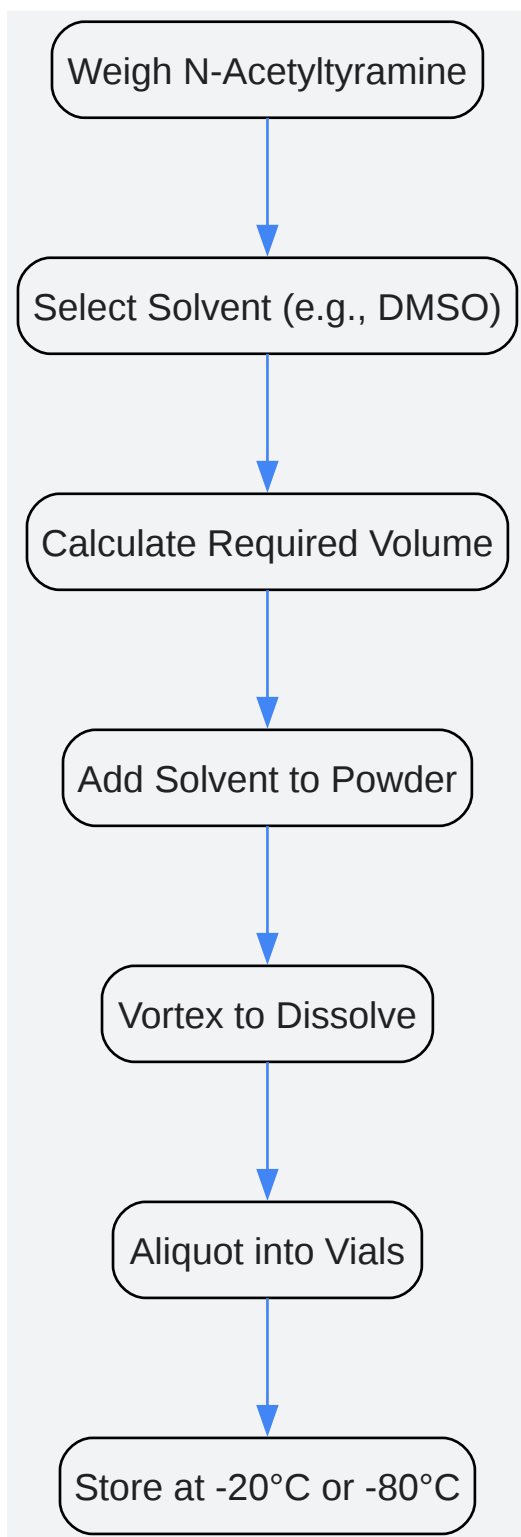 Weigh N-Acetyltyramine
Select Solvent (e.g., DMSO)
Calculate Required Volume
Add Solvent to Powder
Vortex to Dissolve
Aliquot into Vials
Store at -20°C or -80°C